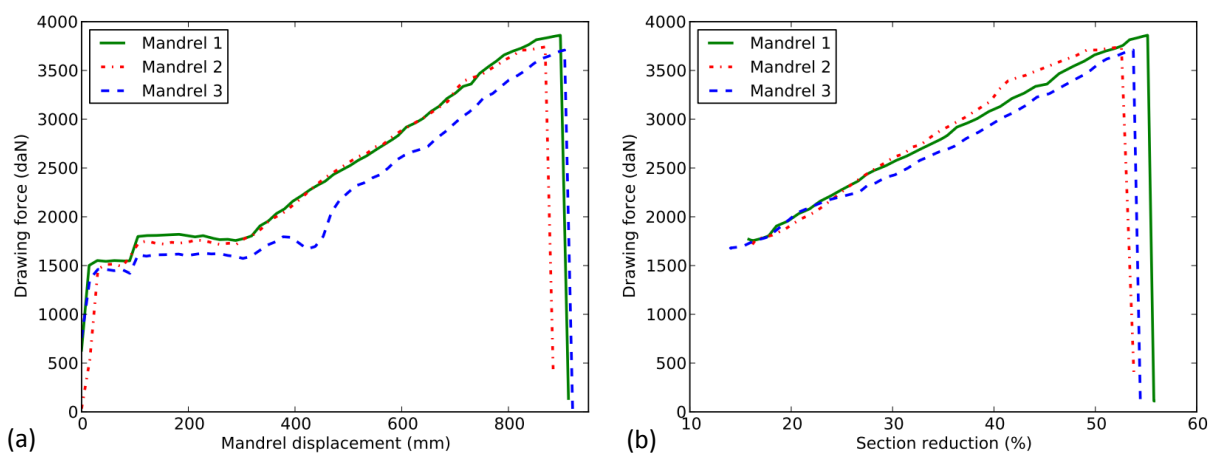 4000
3500
3000
2500
2000
1500
1000
500
0
Drawing force (daN)
Mandrel 1
Mandrel 2
Mandrel 3
0 200 400 600 800
Mandrel displacement (mm)
(a)
4000
3500
3000
2500
2000
1500
1000
500
0
Drawing force (daN)
Mandrel 1
Mandrel 2
Mandrel 3
10 20 30 40 50 60
Section reduction (%)
(b)